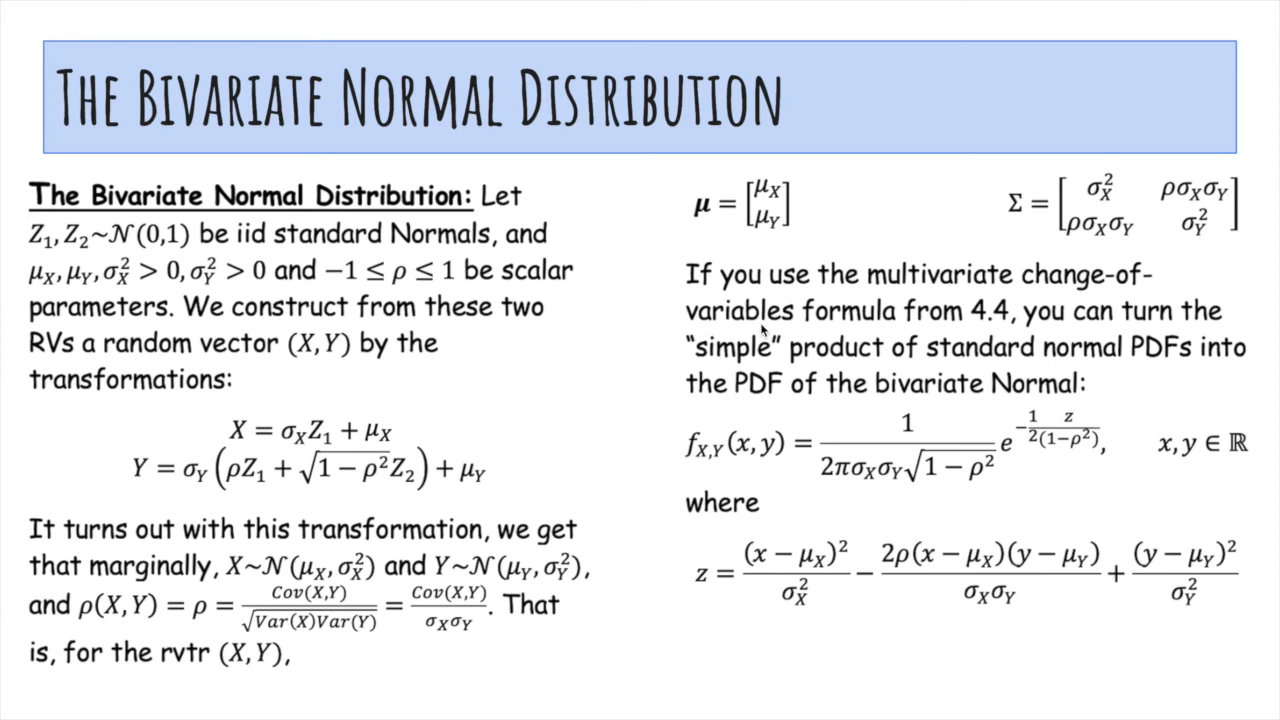 THE BIVARIATE NORMAL DISTRIBUTION
The Bivariate Normal Distribution: Let
Z₁, Z₂~𝒩(0,1) be iid standard Normals, and
μ_X, μ_Y, σ_X² > 0, σ_Y² > 0 and −1 ≤ ρ ≤ 1 be scalar
parameters. We construct from these two
RVs a random vector (X, Y) by the
transformations:
X = σ_X Z₁ + μ_X
Y = σ_Y (ρZ₁ + √(1 − ρ²) Z₂) + μ_Y
It turns out with this transformation, we get
that marginally, X~𝒩(μ_X, σ_X²) and Y~𝒩(μ_Y, σ_Y²),
and ρ(X, Y) = ρ = Cov(X,Y) / √(Var(X)Var(Y)) = Cov(X,Y) / (σ_X σ_Y). That
is, for the rvtr (X, Y),
μ = [μ_X; μ_Y] Σ = [σ_X², ρσ_Xσ_Y; ρσ_Xσ_Y, σ_Y²]
If you use the multivariate change-of-
variables formula from 4.4, you can turn the
“simple” product of standard normal PDFs into
the PDF of the bivariate Normal:
f_{X,Y}(x, y) = 1 / (2πσ_Xσ_Y√(1 − ρ²)) e^{−(1/2) z/(1−ρ²)}, x, y ∈ ℝ
where
z = (x − μ_X)² / σ_X² − 2ρ(x − μ_X)(y − μ_Y) / (σ_Xσ_Y) + (y − μ_Y)² / σ_Y²